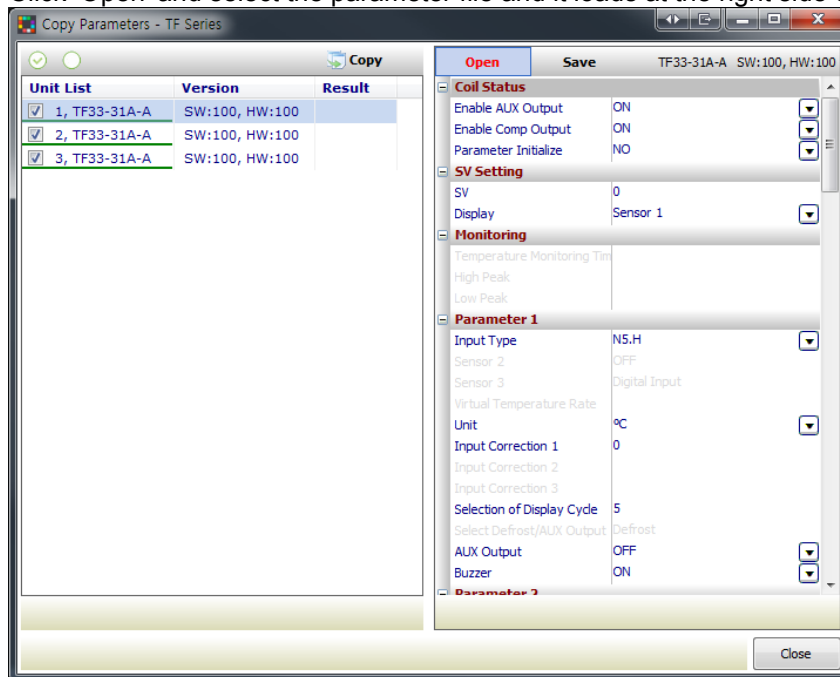 Click 'Open' and select the parameter file and it loads at the right side
Copy Parameters - TF Series
Copy
Unit List Version Result
1, TF33-31A-A SW:100, HW:100
2, TF33-31A-A SW:100, HW:100
3, TF33-31A-A SW:100, HW:100
Open Save TF33-31A-A SW:100, HW:100
Coil Status
Enable AUX Output ON
Enable Comp Output ON
Parameter Initialize NO
SV Setting
SV 0
Display Sensor 1
Monitoring
Temperature Monitoring Tim
High Peak
Low Peak
Parameter 1
Input Type N5.H
Sensor 2 OFF
Sensor 3 Digital Input
Virtual Temperature Rate
Unit ºC
Input Correction 1 0
Input Correction 2
Input Correction 3
Selection of Display Cycle 5
Select Defrost/AUX Output Defrost
AUX Output OFF
Buzzer ON
Parameter 2
Close